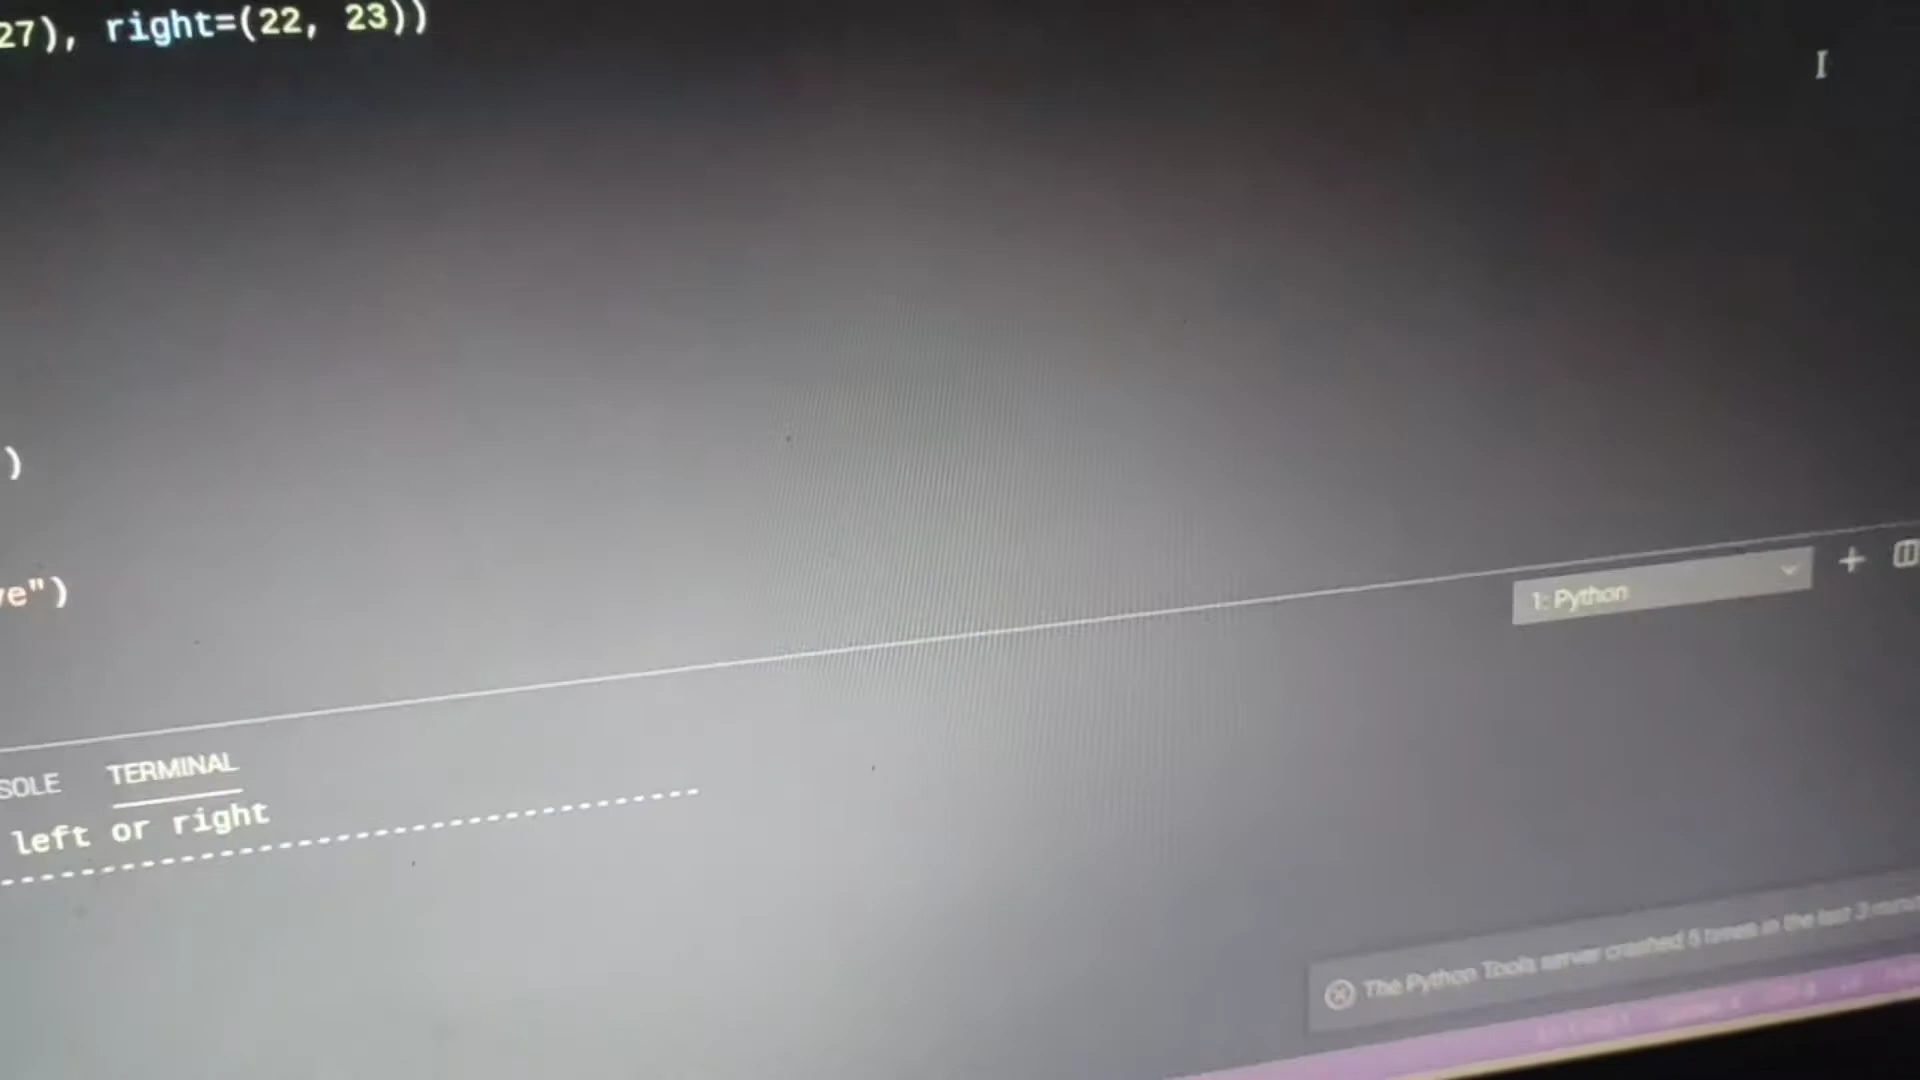 27), right=(22, 23))
)
ve")
1: Python
SOLE TERMINAL
left or right
The Python Tools server crashed 5 times in the last 3